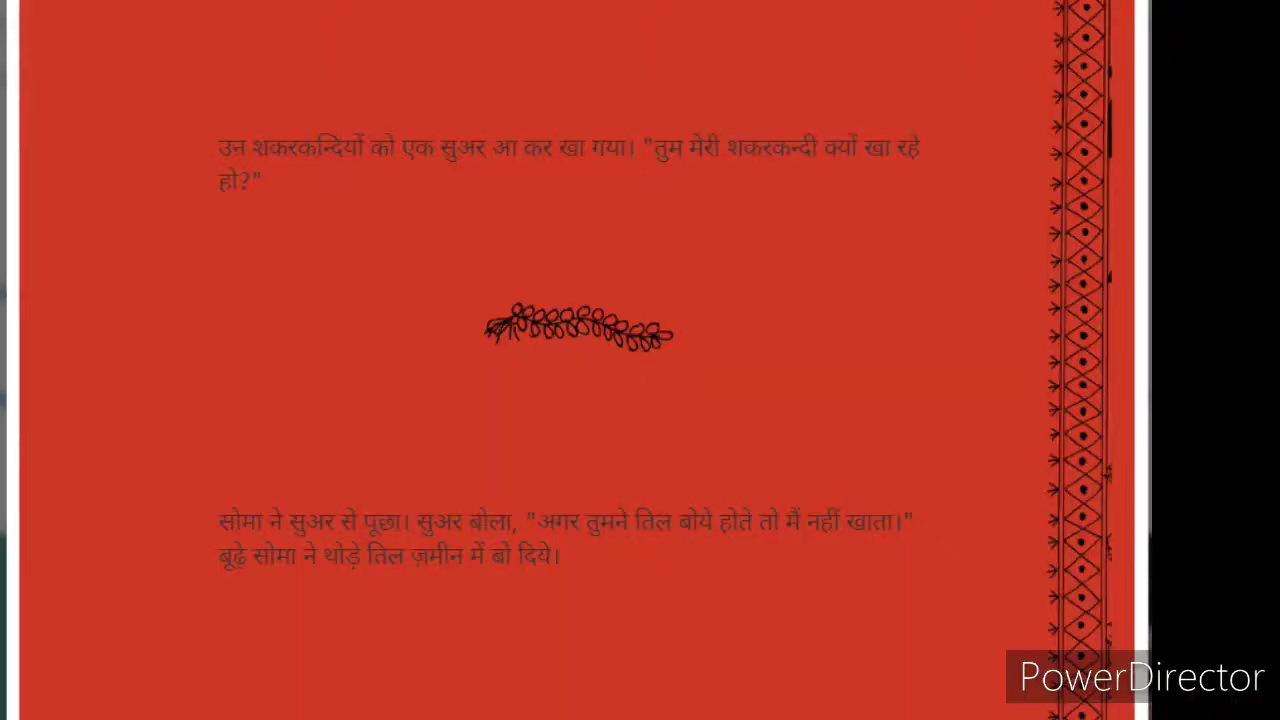 उन शकरकन्दियों को एक सुअर आ कर खा गया। "तुम मेरी शकरकन्दी क्यों खा रहे
हो?"
सोमा ने सुअर से पूछा। सुअर बोला, "अगर तुमने तिल बोये होते तो मैं नहीं खाता।"
बूढ़े सोमा ने थोड़े तिल ज़मीन में बो दिये।
PowerDirector